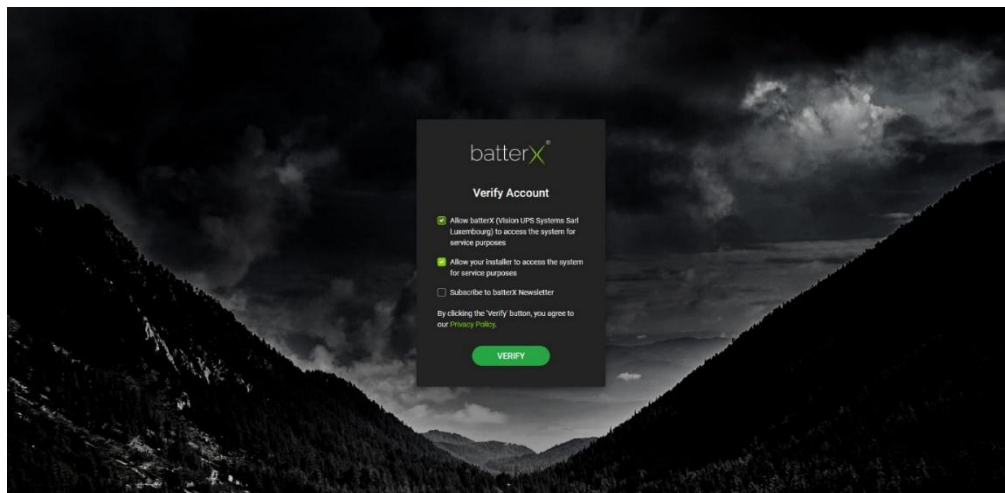 batterX®
Verify Account
Allow batterX (Vision UPS Systems Sarl
Luxembourg) to access the system for
service purposes
Allow your installer to access the system
for service purposes
Subscribe to batterX Newsletter
By clicking the 'Verify' button, you agree to
our Privacy Policy.
VERIFY